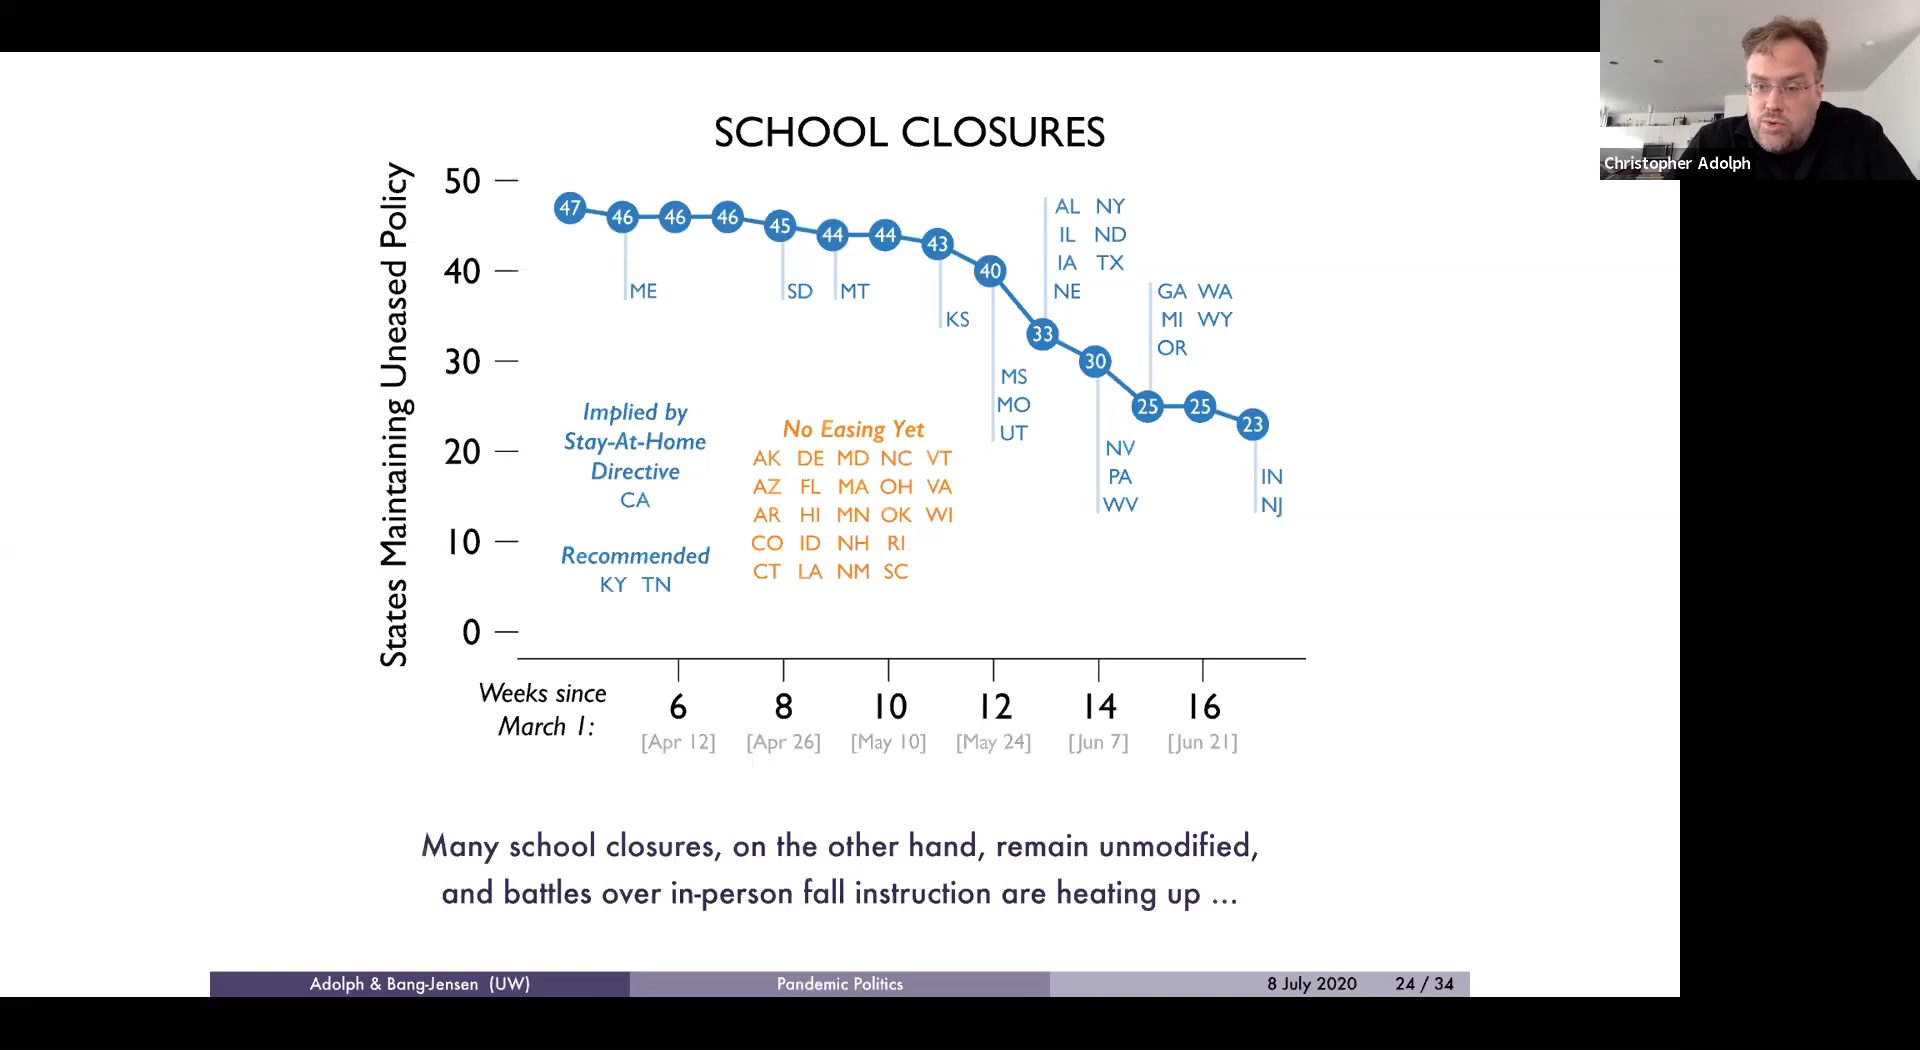 Christopher Adolph
SCHOOL CLOSURES
States Maintaining Uneased Policy
50
40
30
20
10
0
47
46
46
46
45
44
44
43
40
33
30
25
25
23
ME
SD
MT
KS
MS
MO
UT
AL NY
IL ND
IA TX
NE
NV
PA
WV
GA WA
MI WY
OR
IN
NJ
Implied by
Stay-At-Home
Directive
CA
Recommended
KY TN
No Easing Yet
AK DE MD NC VT
AZ FL MA OH VA
AR HI MN OK WI
CO ID NH RI
CT LA NM SC
Weeks since
March 1:
6 8 10 12 14 16
[Apr 12] [Apr 26] [May 10] [May 24] [Jun 7] [Jun 21]
Many school closures, on the other hand, remain unmodified,
and battles over in-person fall instruction are heating up ...
Adolph & Bang-Jensen (UW) Pandemic Politics 8 July 2020 24 / 34